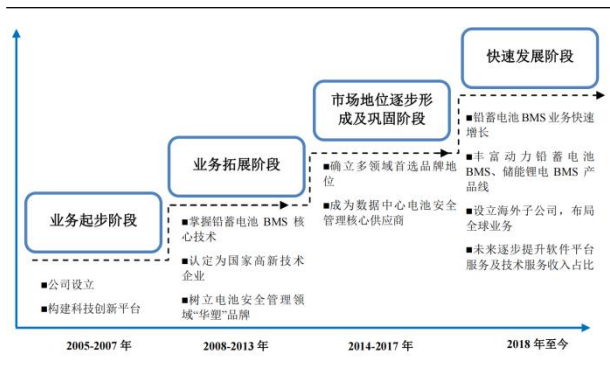 业务起步阶段
■公司设立
■构建科技创新平台
2005-2007 年
业务拓展阶段
■掌握铅蓄电池 BMS 核
心技术
■认定为国家高新技术
企业
■树立电池安全管理领
域“华塑”品牌
2008-2013 年
市场地位逐步形
成及巩固阶段
■确立多领域首选品牌地
位
■成为数据中心电池安全
管理核心供应商
2014-2017 年
快速发展阶段
■铅蓄电池 BMS 业务快速
增长
■丰富动力铅蓄电池
BMS、储能锂电 BMS 产
品线
■设立海外子公司，布局
全球业务
■未来逐步提升软件平台
服务及技术服务收入占比
2018 年至今